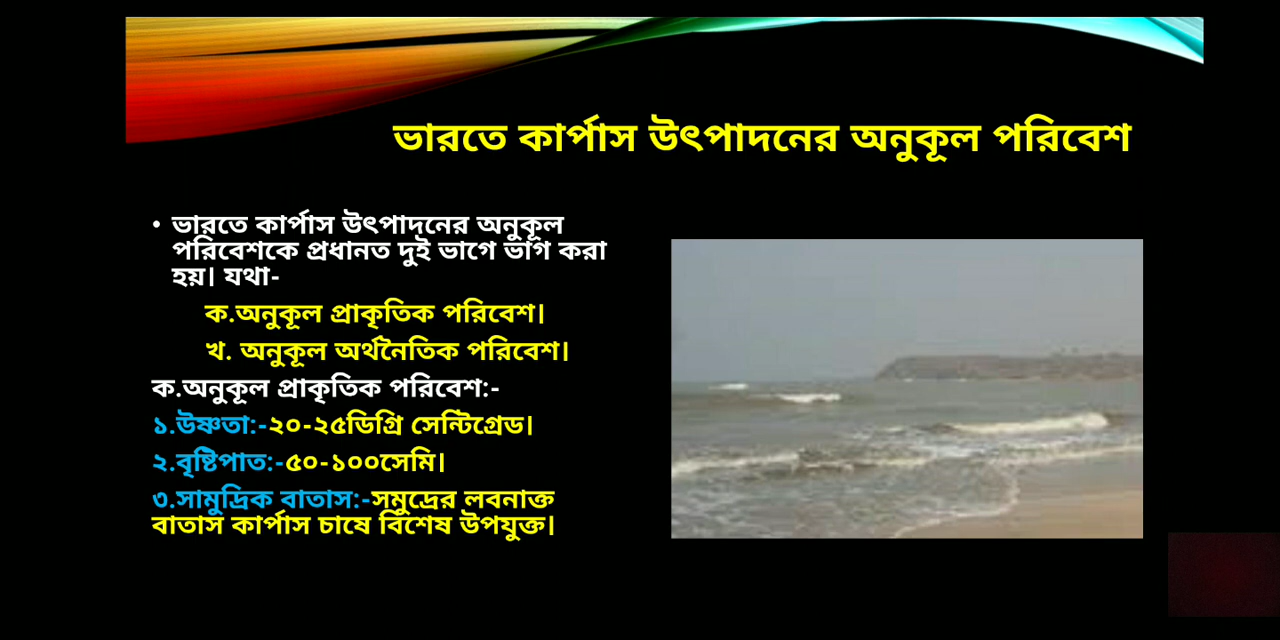 ভারতে কার্পাস উৎপাদনের অনুকূল পরিবেশ
• ভারতে কার্পাস উৎপাদনের অনুকূল
পরিবেশকে প্রধানত দুই ভাগে ভাগ করা
হয়। যথা-
ক.অনুকূল প্রাকৃতিক পরিবেশ।
খ. অনুকূল অর্থনৈতিক পরিবেশ।
ক.অনুকূল প্রাকৃতিক পরিবেশ:-
১.উষ্ণতা:-২০-২৫ডিগ্রি সেন্টিগ্রেড।
২.বৃষ্টিপাত:-৫০-১০০সেমি।
৩.সামুদ্রিক বাতাস:-সমুদ্রের লবনাক্ত
বাতাস কার্পাস চাষে বিশেষ উপযুক্ত।